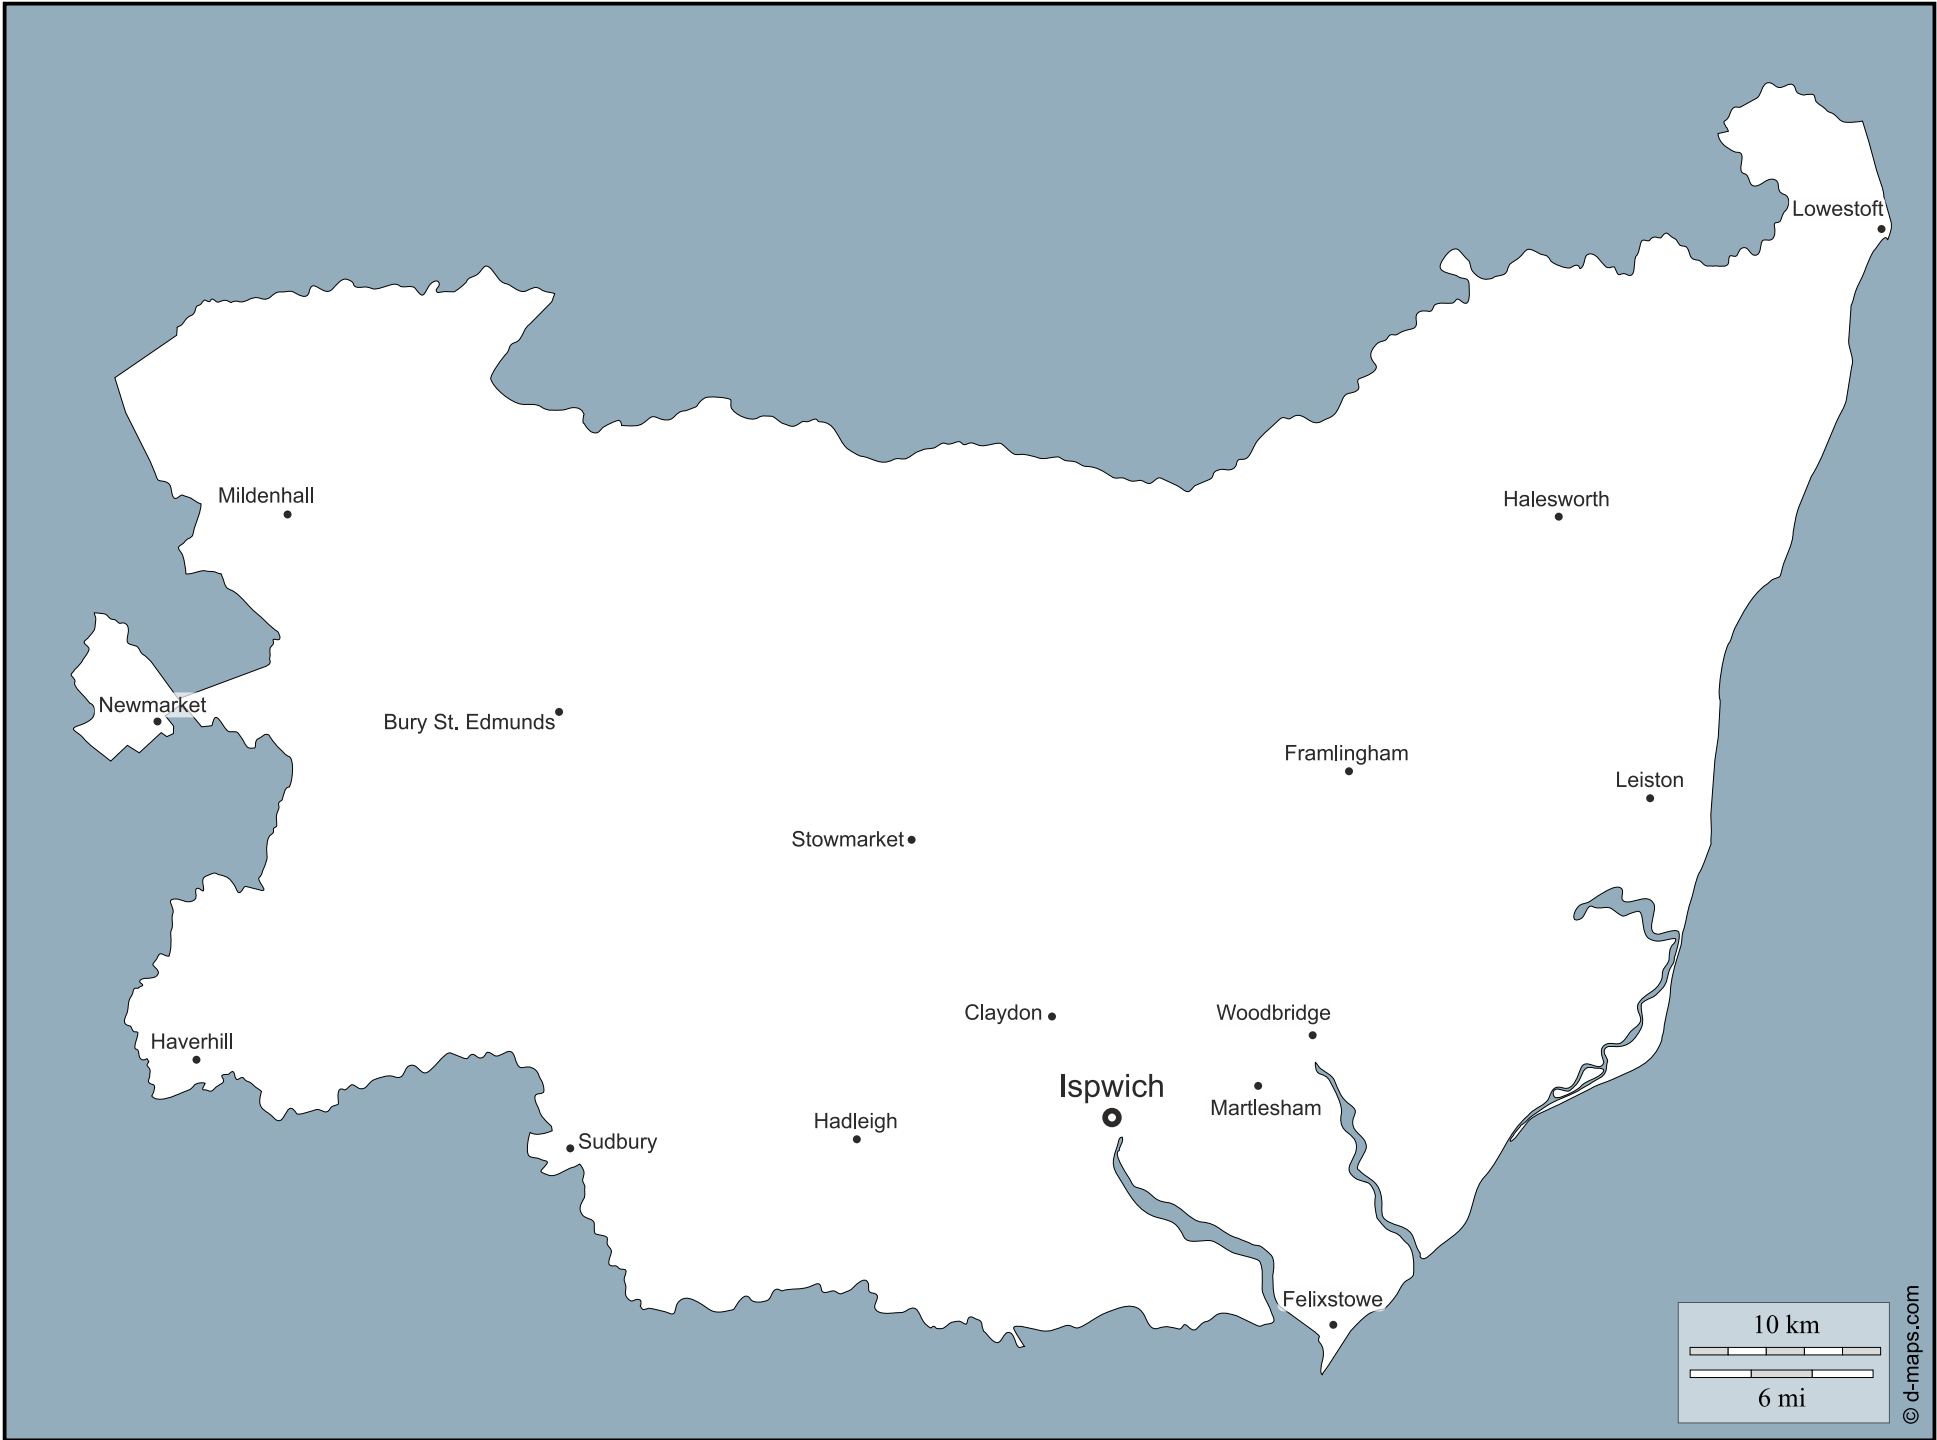 Lowestoft
Mildenhall
Halesworth
Newmarket
Bury St. Edmunds
Framlingham
Leiston
Stowmarket
Claydon
Woodbridge
Haverhill
Ispwich
Martlesham
Hadleigh
Sudbury
Felixstowe
10 km
6 mi
© d-maps.com